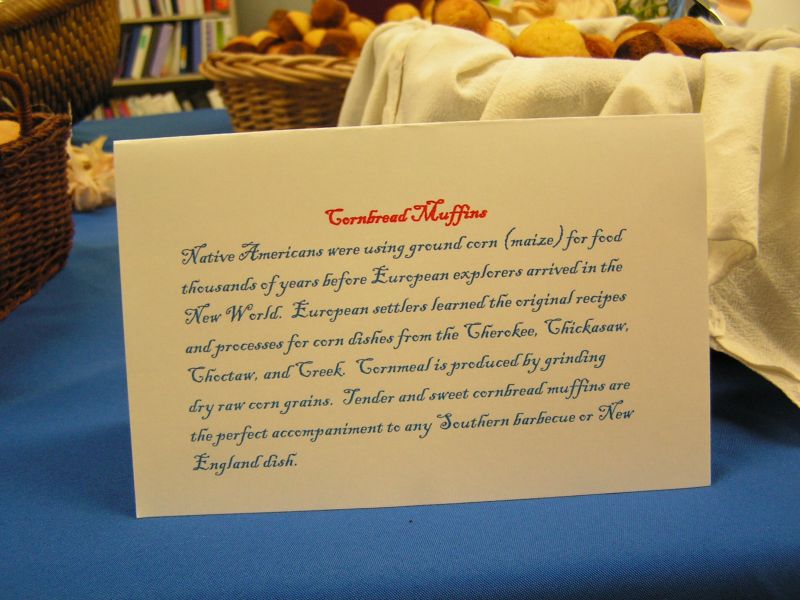 Cornbread Muffins
Native Americans were using ground corn (maize) for food
thousands of years before European explorers arrived in the
New World. European settlers learned the original recipes
and processes for corn dishes from the Cherokee, Chickasaw,
Choctaw, and Creek. Cornmeal is produced by grinding
dry raw corn grains. Tender and sweet cornbread muffins are
the perfect accompaniment to any Southern barbecue or New
England dish.